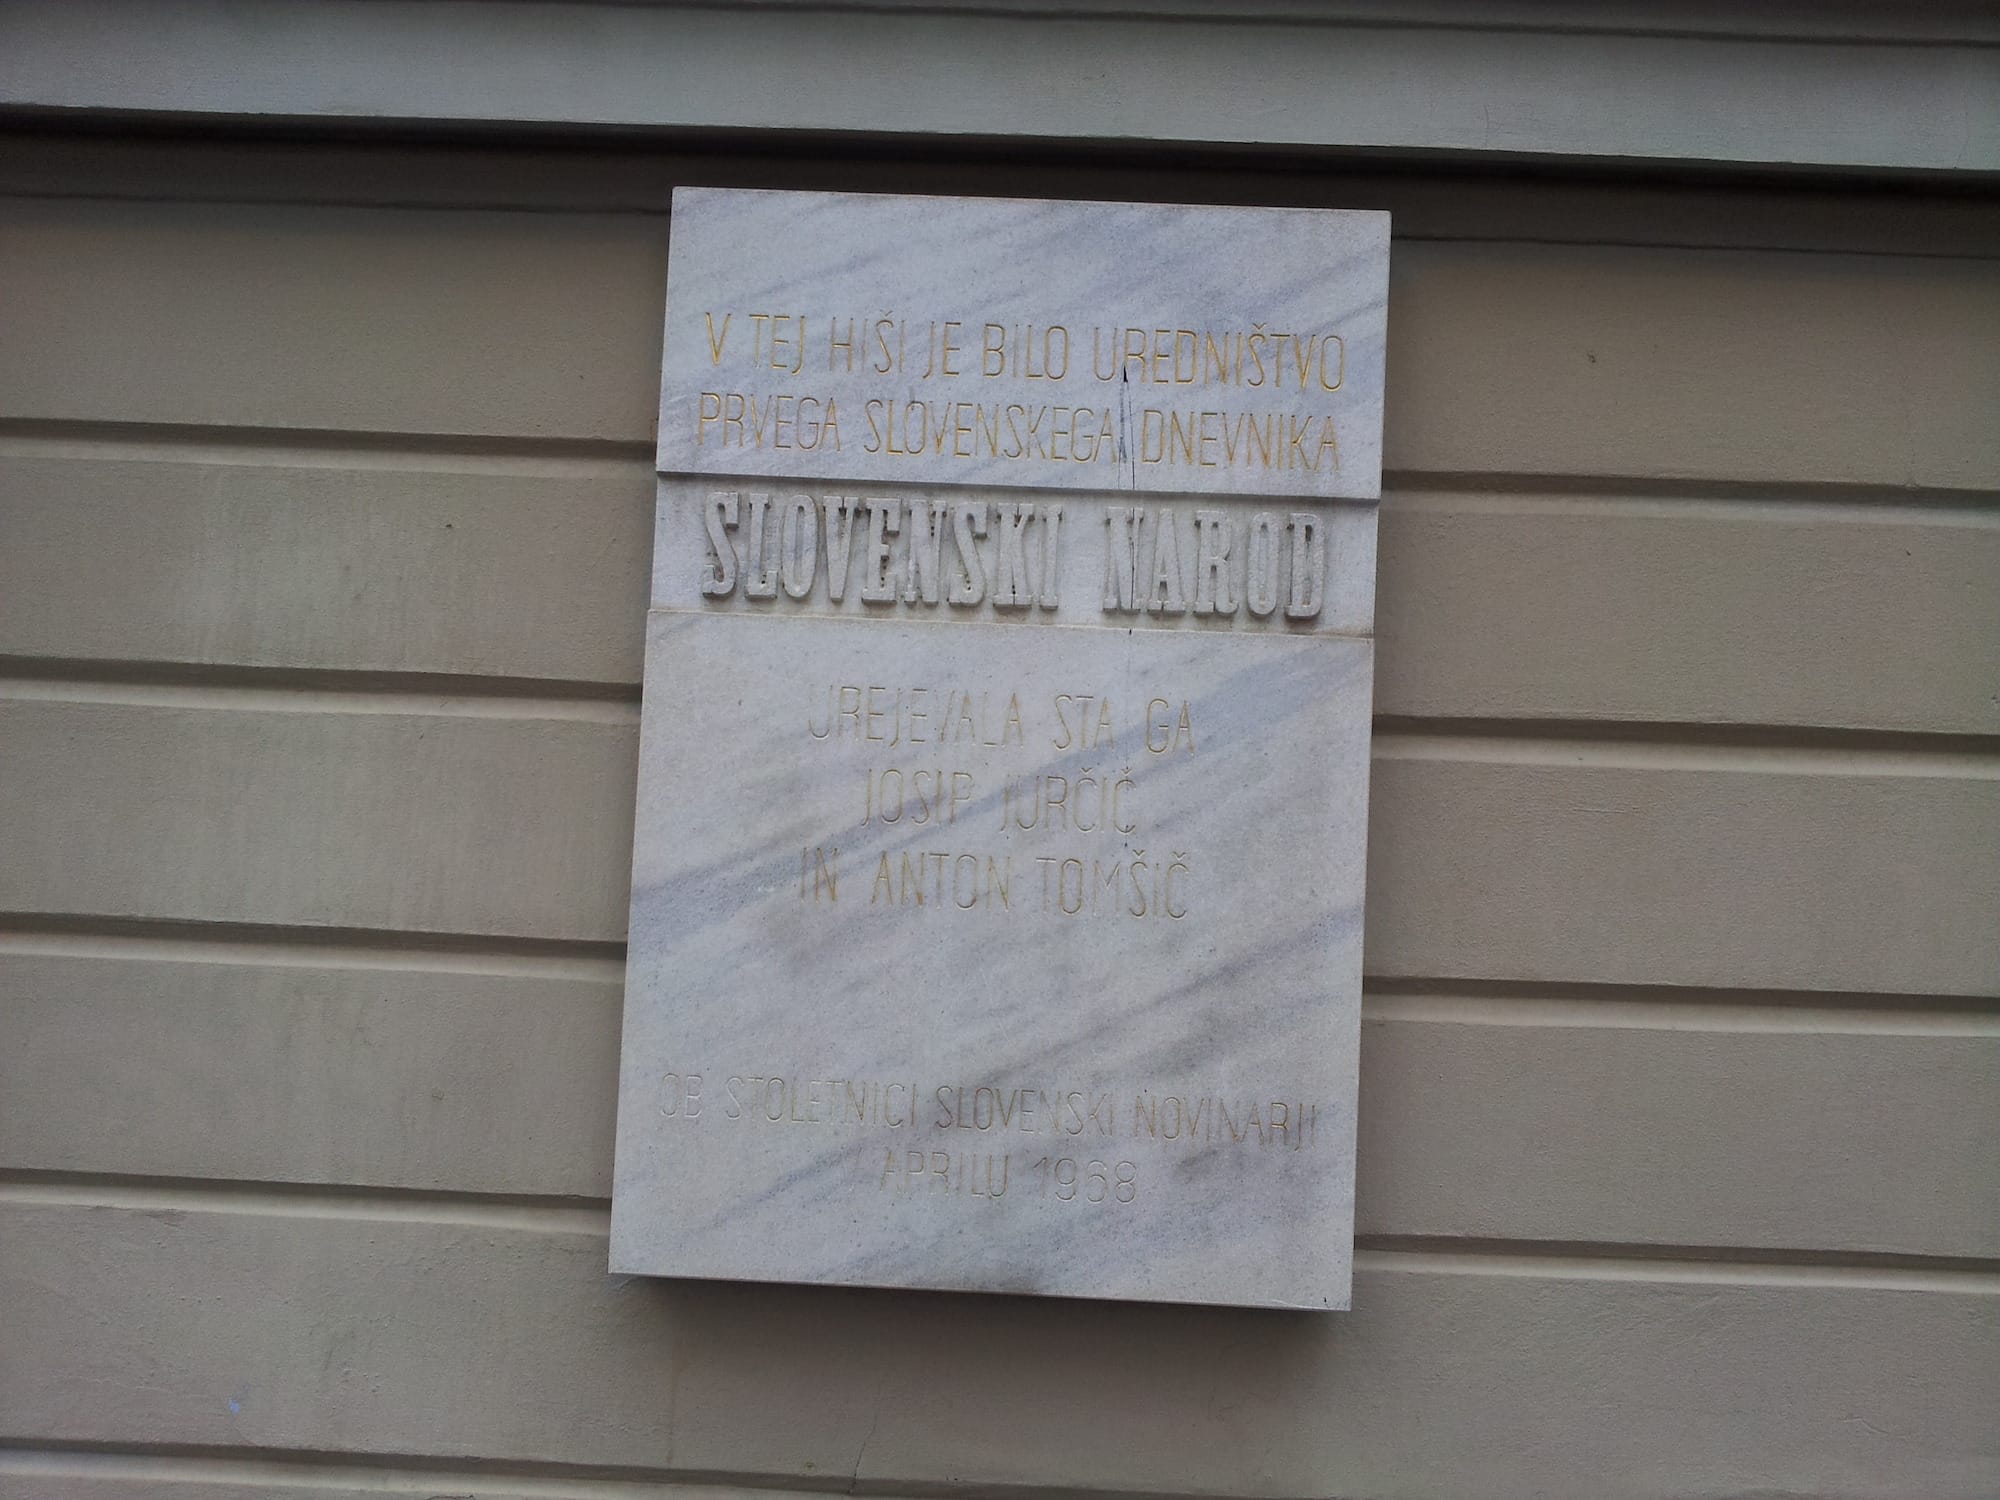 V TEJ HIŠI JE BILO UREDNIŠTVO
PRVEGA SLOVENSKEGA DNEVNIKA
SLOVENSKI NAROD
UREJEVALA STA GA
JOSIP JURČIČ
IN ANTON TOMŠIČ
OB STOLETNICI SLOVENSKI NOVINARJI
V APRILU 1968